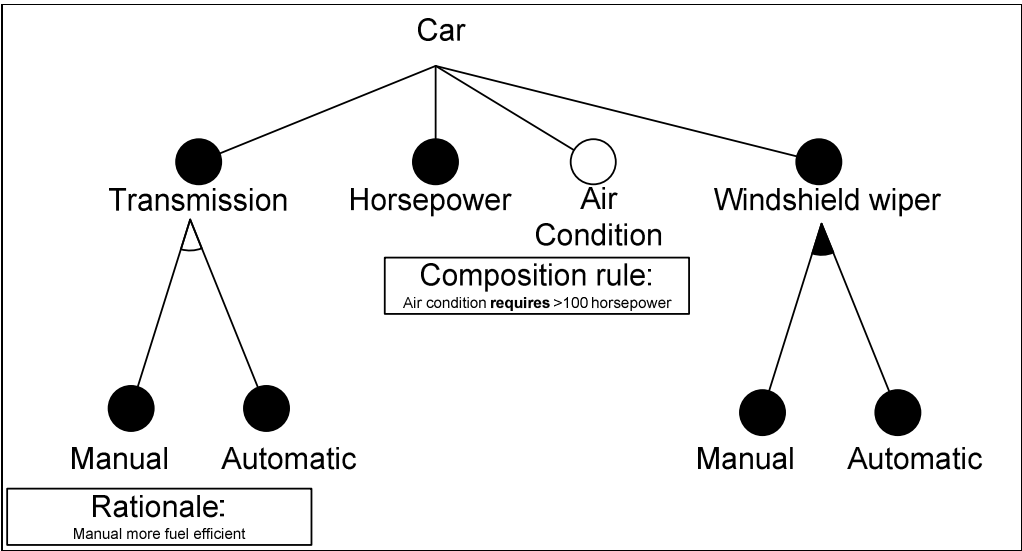 Car
Transmission
Horsepower
Air
Condition
Windshield wiper
Composition rule:
Air condition requires >100 horsepower
Manual
Automatic
Manual
Automatic
Rationale:
Manual more fuel efficient